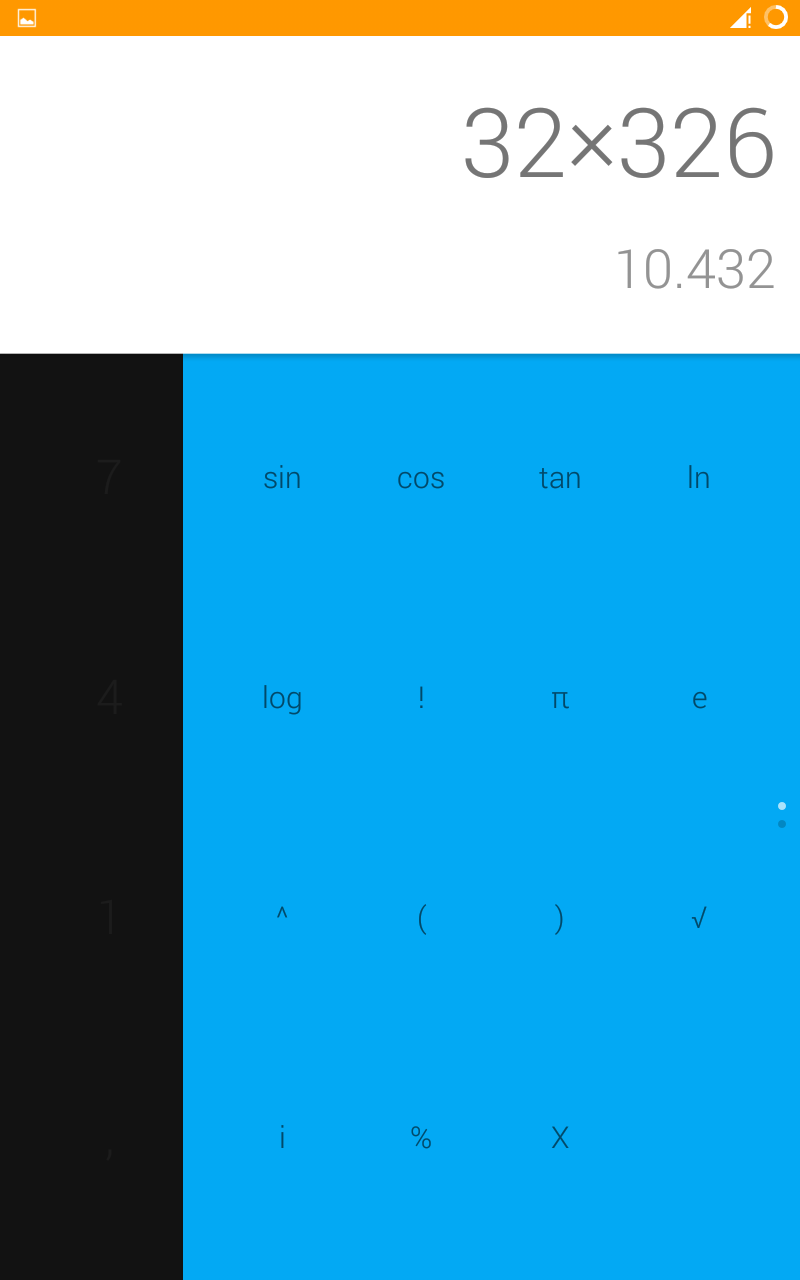 32×326
10.432
7 sin cos tan ln
4 log ! π e
1 ^ ( ) √
, i % X